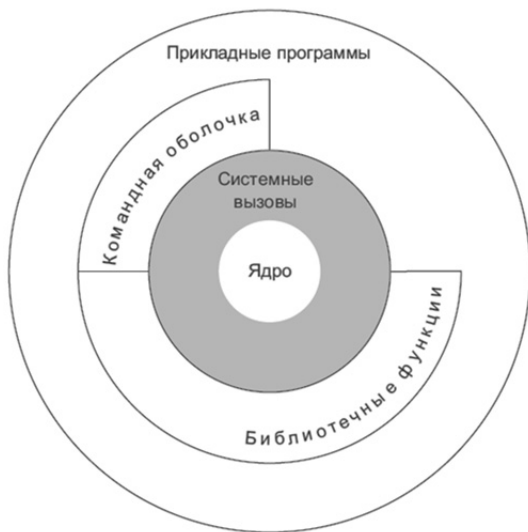 Прикладные программы
Командная оболочка
Системные
вызовы
Ядро
Библиотечные функции